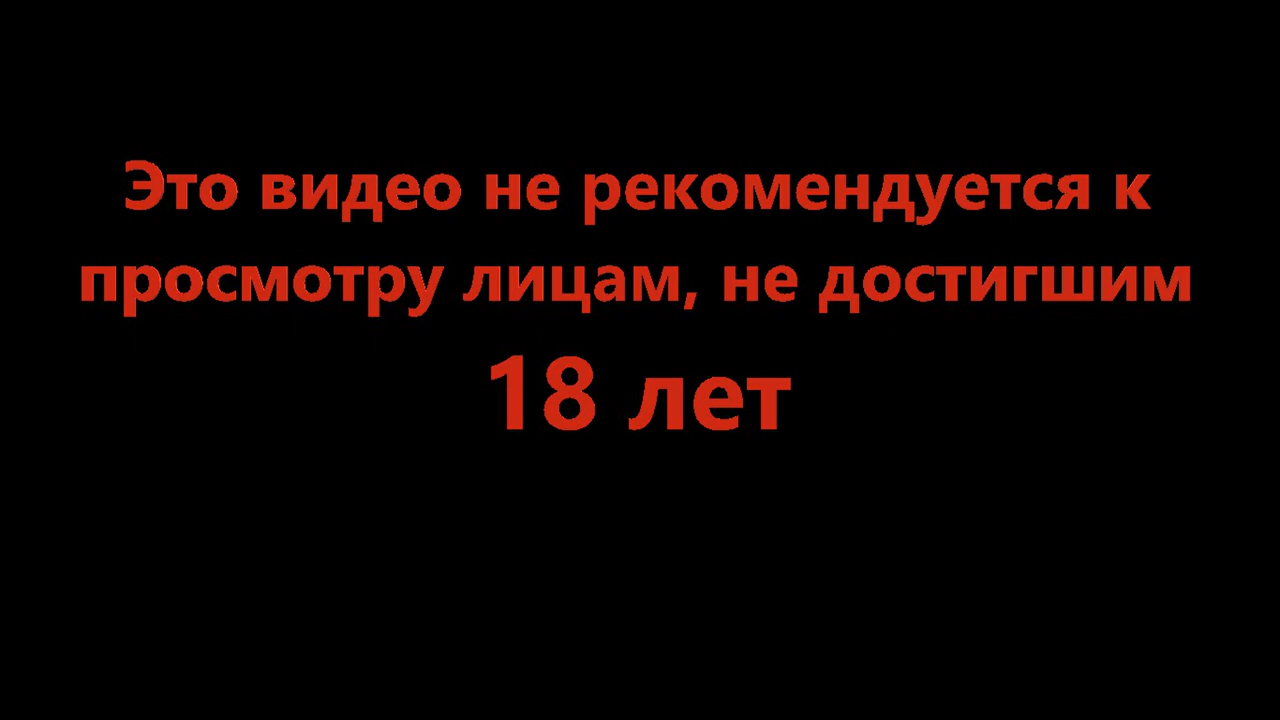 Это видео не рекомендуется к
просмотру лицам, не достигшим
18 лет